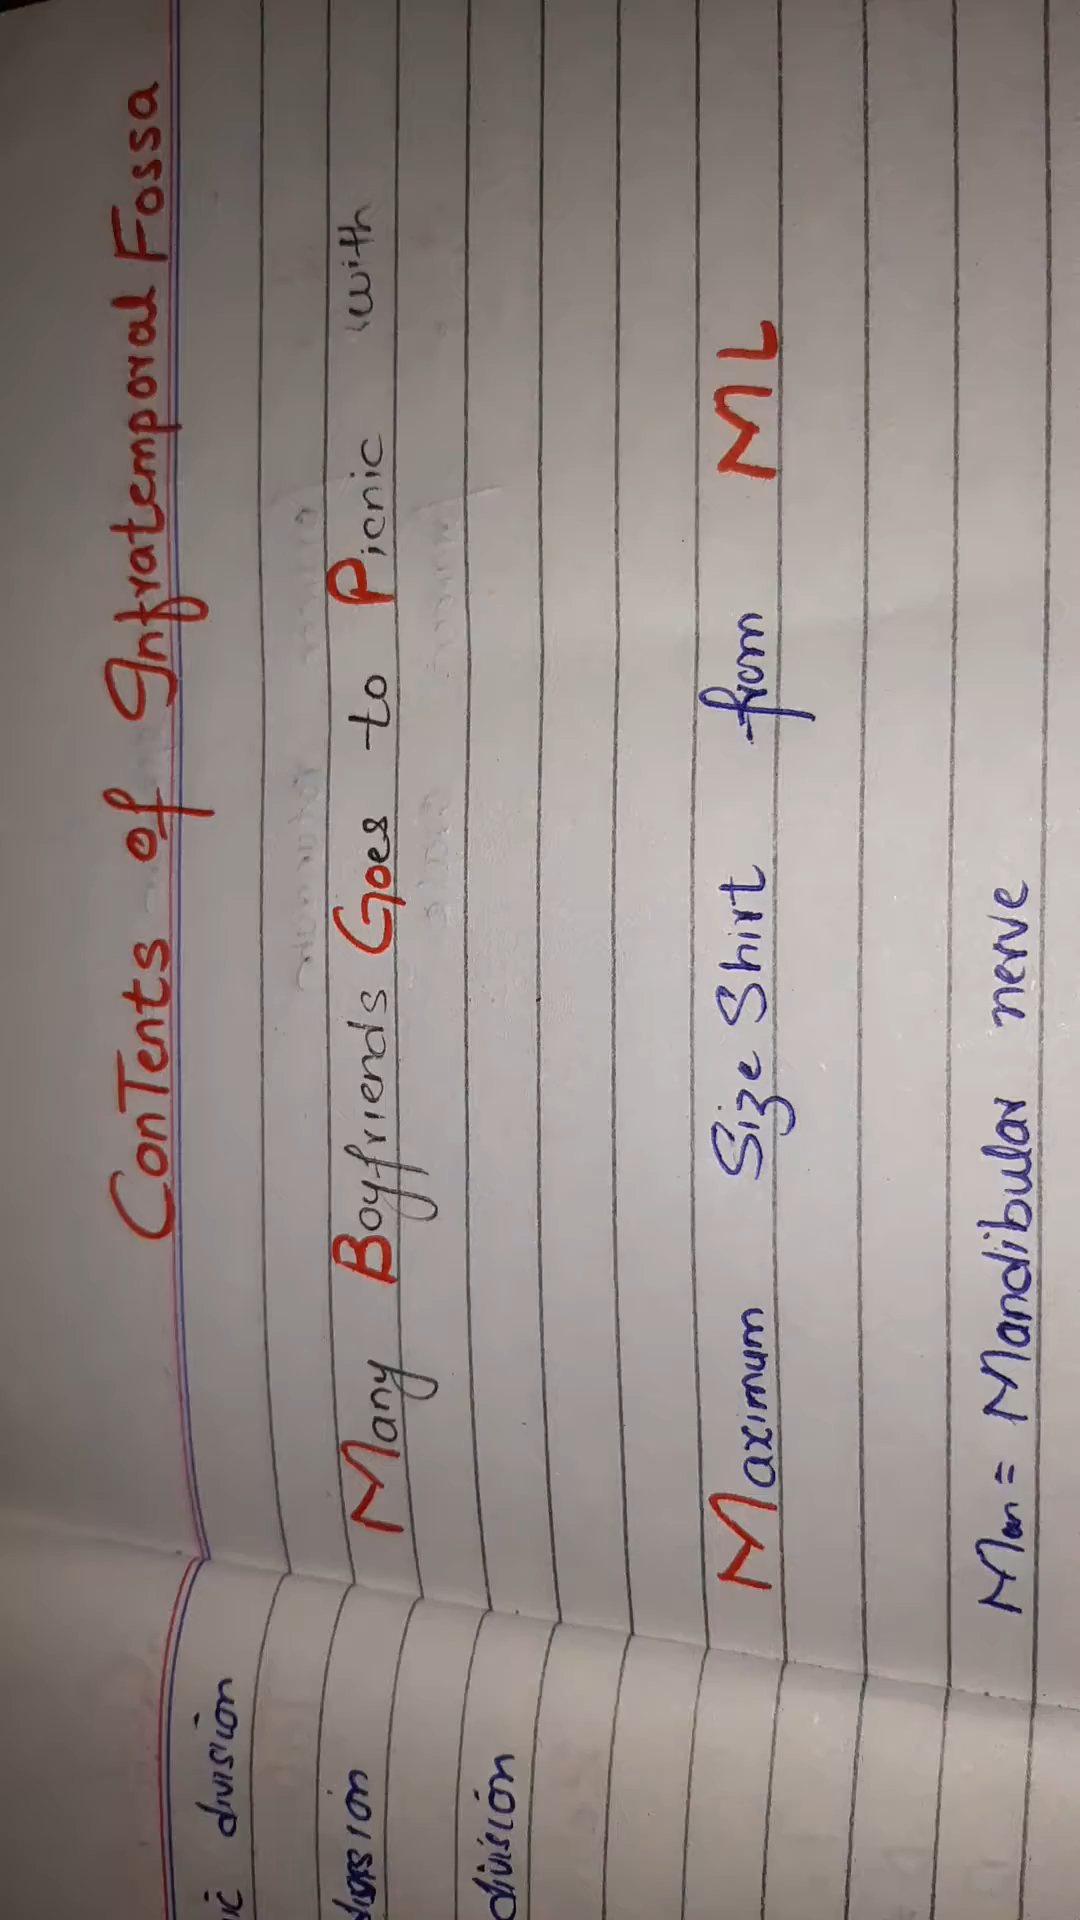 ConTents of Infratemporal Fossa
Many Boyfriends Goes to Picnic with
Maximum Size Shirt from ML
Man = Mandibular nerve
division
division